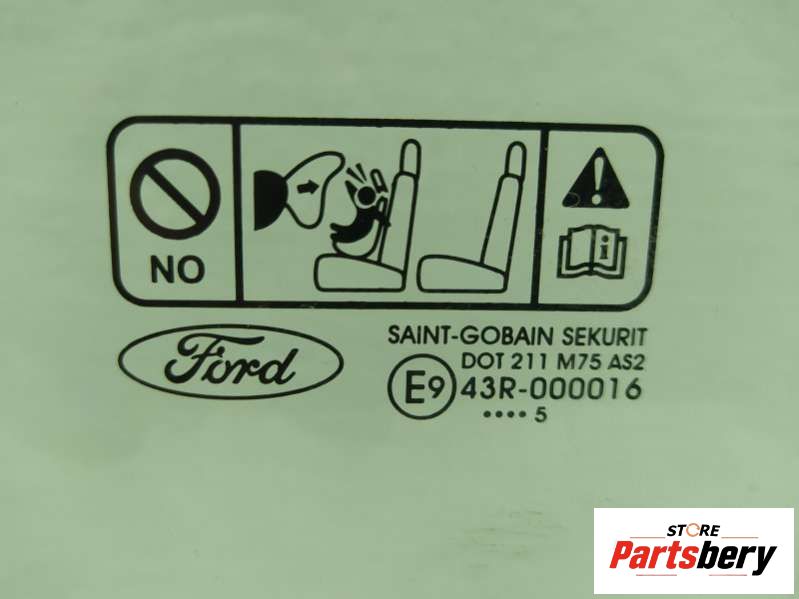 NO
i
Ford
SAINT-GOBAIN SEKURIT
DOT 211 M75 AS2
E9 43R-000016
•••• 5
STORE
Partsbery